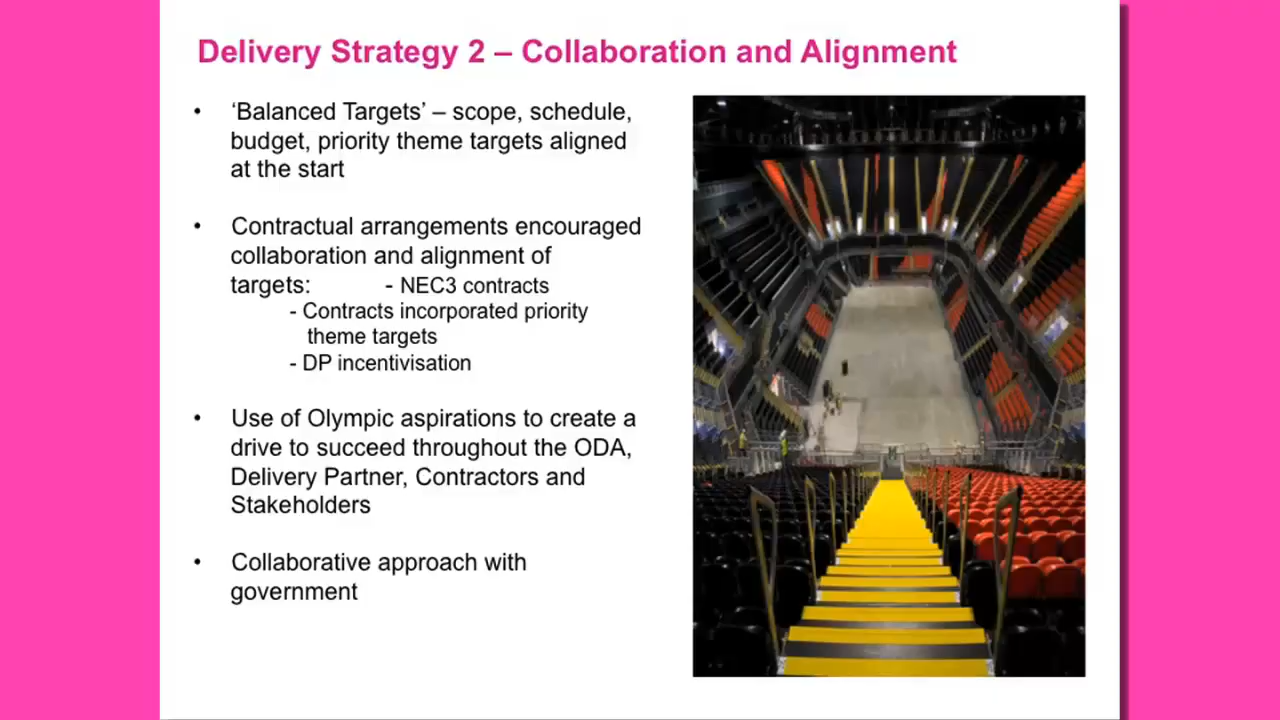 Delivery Strategy 2 – Collaboration and Alignment
• ‘Balanced Targets’ – scope, schedule,
budget, priority theme targets aligned
at the start
• Contractual arrangements encouraged
collaboration and alignment of
targets: - NEC3 contracts
- Contracts incorporated priority
theme targets
- DP incentivisation
• Use of Olympic aspirations to create a
drive to succeed throughout the ODA,
Delivery Partner, Contractors and
Stakeholders
• Collaborative approach with
government